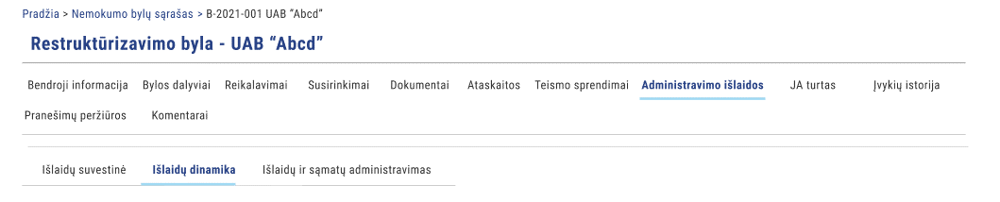 Pradžia > Nemokumo bylų sąrašas > B-2021-001 UAB “Abcd”
Restruktūrizavimo byla - UAB “Abcd”
Bendroji informacija Bylos dalyviai Reikalavimai Susirinkimai Dokumentai Ataskaitos Teismo sprendimai Administravimo išlaidos JA turtas Įvykių istorija
Pranešimų peržiūros Komentarai
Išlaidų suvestinė Išlaidų dinamika Išlaidų ir sąmatų administravimas